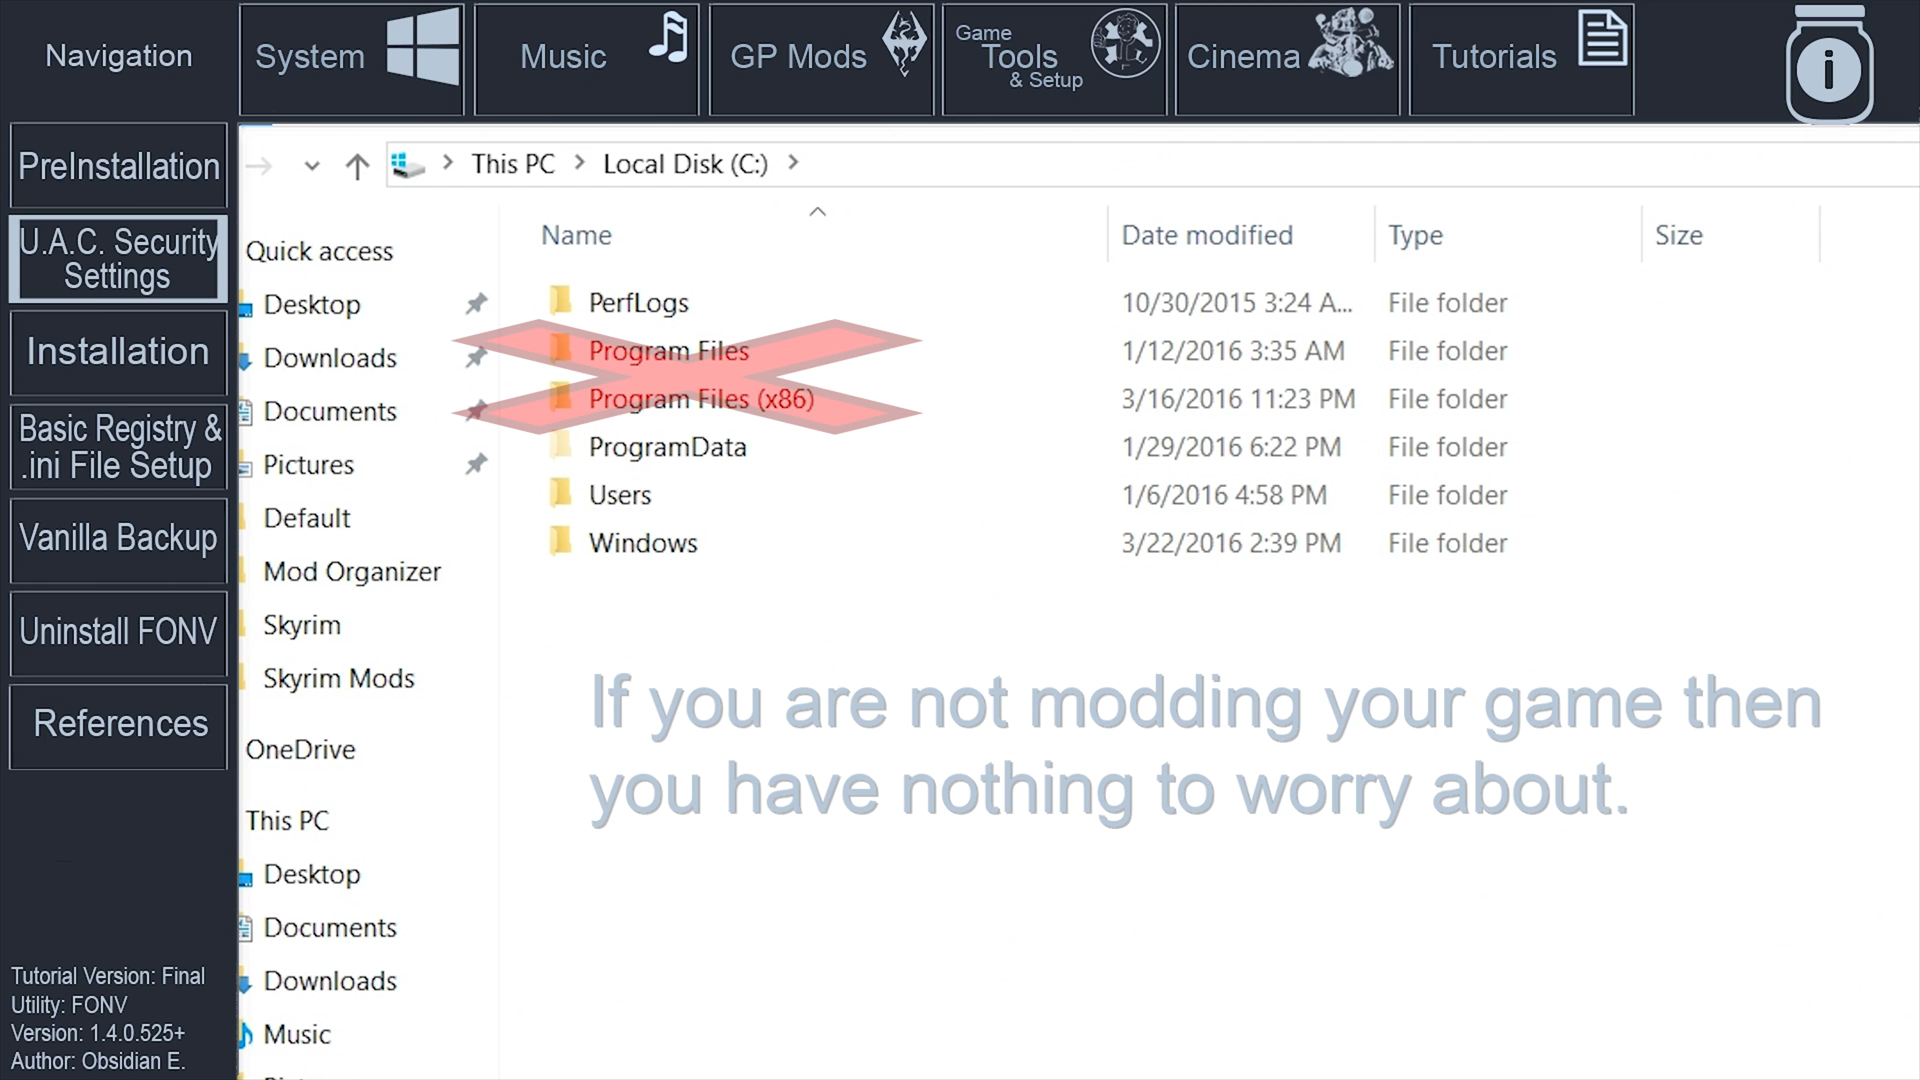 Navigation
System
Music
GP Mods
Game
Tools
& Setup
Cinema
Tutorials
i
PreInstallation
U.A.C. Security
Settings
Installation
Basic Registry &
.ini File Setup
Vanilla Backup
Uninstall FONV
References
Tutorial Version: Final
Utility: FONV
Version: 1.4.0.525+
Author: Obsidian E.
This PC > Local Disk (C:) >
Quick access
Desktop
Downloads
Documents
Pictures
Default
Mod Organizer
Skyrim
Skyrim Mods
OneDrive
This PC
Desktop
Documents
Downloads
Music
Name Date modified Type Size
PerfLogs 10/30/2015 3:24 A... File folder
Program Files 1/12/2016 3:35 AM File folder
Program Files (x86) 3/16/2016 11:23 PM File folder
ProgramData 1/29/2016 6:22 PM File folder
Users 1/6/2016 4:58 PM File folder
Windows 3/22/2016 2:39 PM File folder
If you are not modding your game then
you have nothing to worry about.